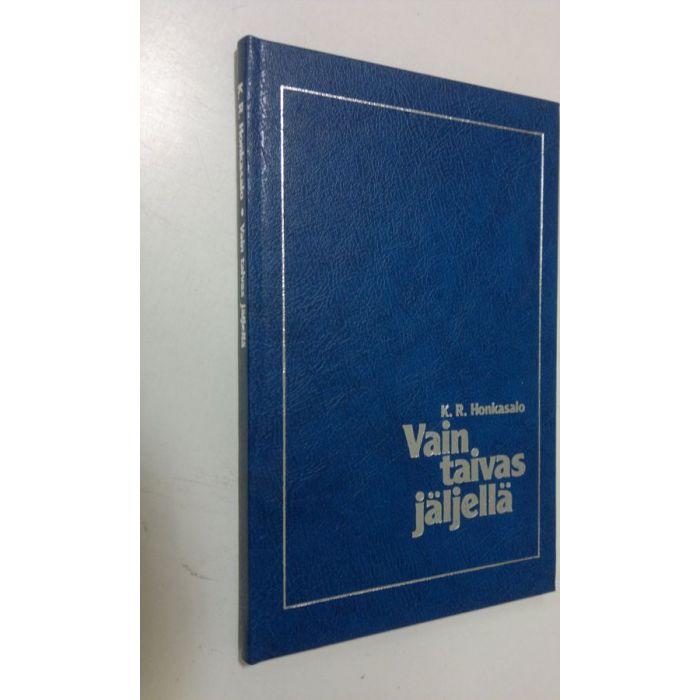 K. R. Honkasalo
Vain
taivas
jäljellä
K. R. Honkasalo • Vain taivas jäljellä